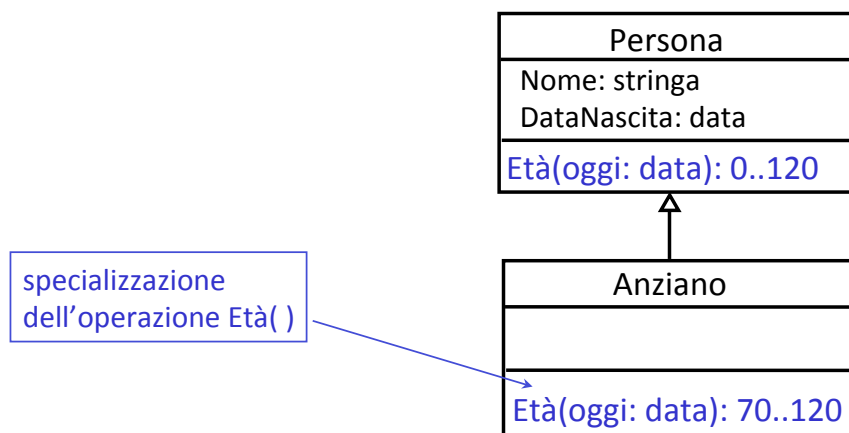 Persona
Nome: stringa
DataNascita: data
Età(oggi: data): 0..120
specializzazione
dell’operazione Età( )
Anziano
Età(oggi: data): 70..120